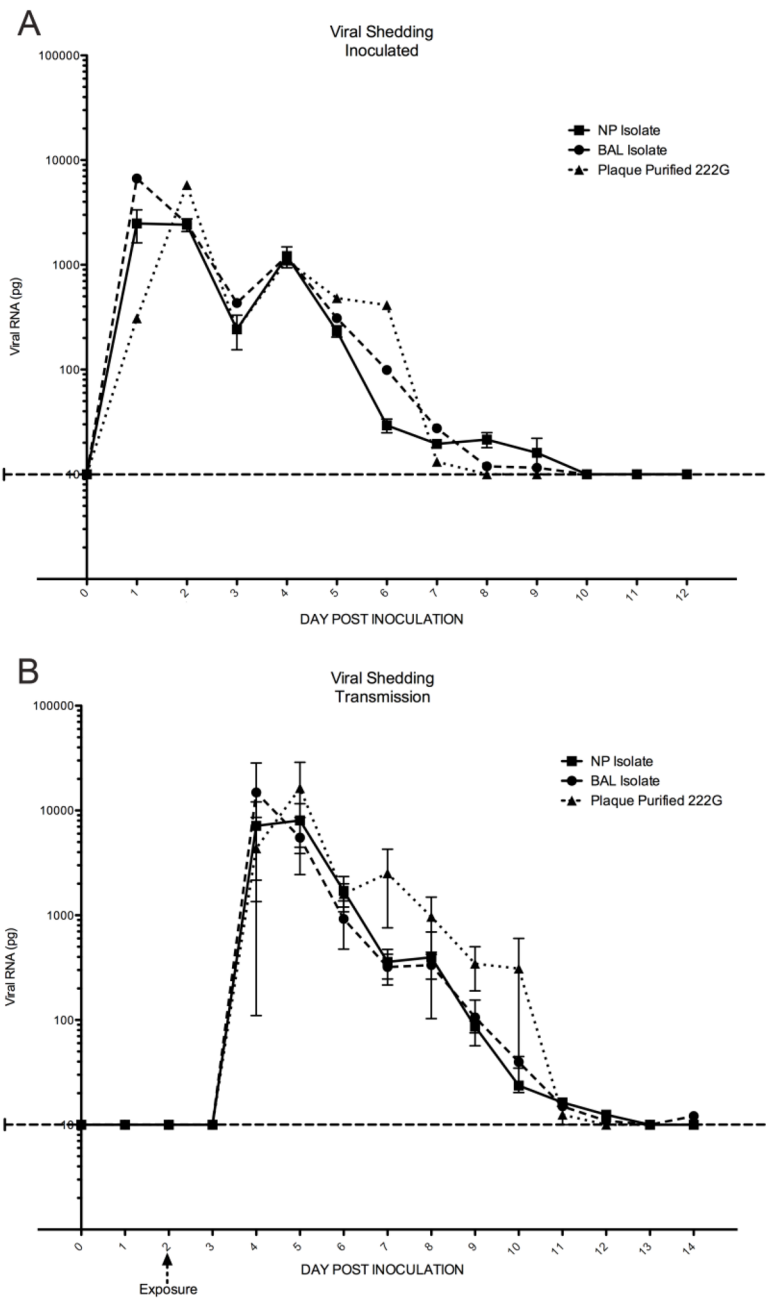 A
Viral Shedding
Inoculated
100000
10000
1000
100
10
Viral RNA (pg)
NP Isolate
BAL Isolate
Plaque Purified 222G
0 1 2 3 4 5 6 7 8 9 10 11 12
DAY POST INOCULATION
B
Viral Shedding
Transmission
100000
10000
1000
100
10
Viral RNA (pg)
NP Isolate
BAL Isolate
Plaque Purified 222G
0 1 2 3 4 5 6 7 8 9 10 11 12 13 14
DAY POST INOCULATION
Exposure